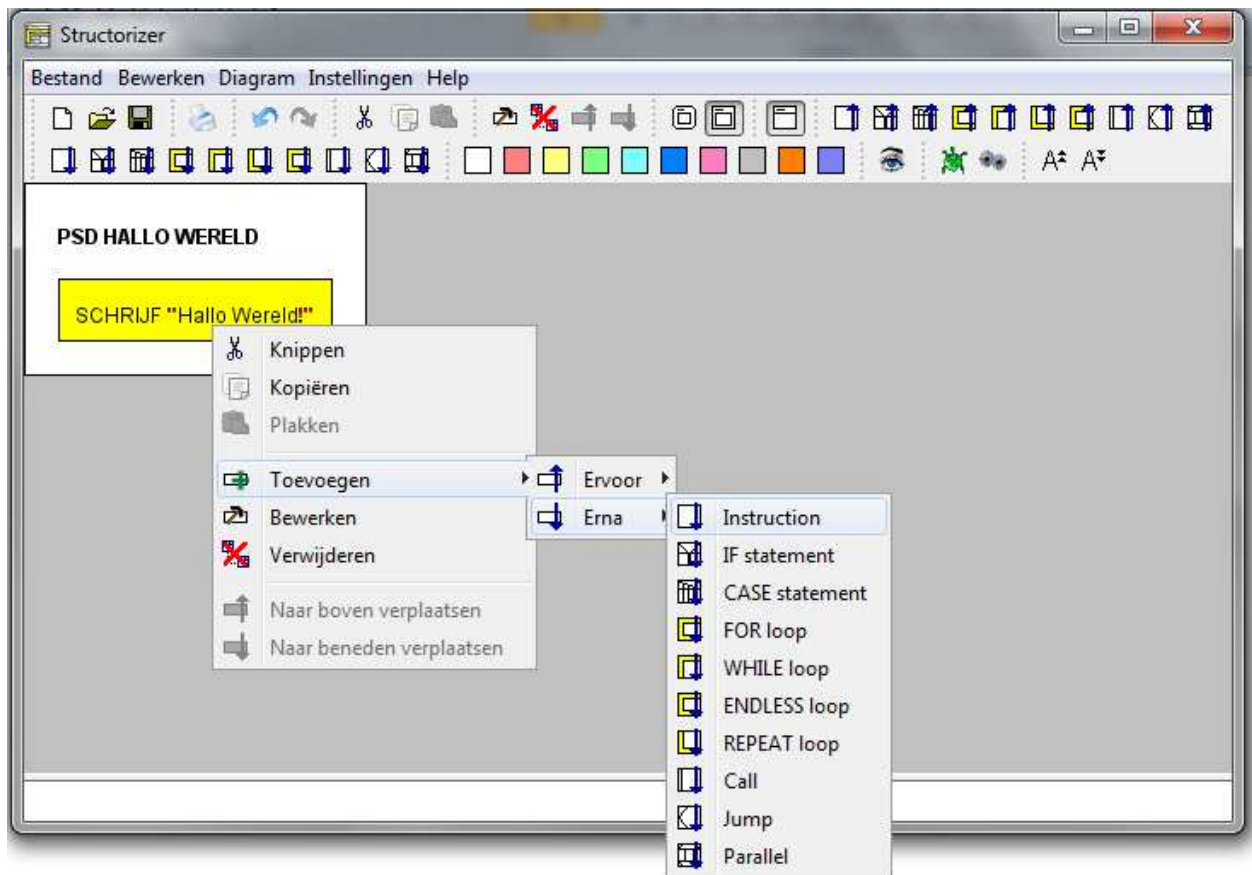 Structorizer
Bestand Bewerken Diagram Instellingen Help
PSD HALLO WERELD
SCHRIJF "Hallo Wereld!"
Knippen
Kopiëren
Plakken
Toevoegen
Bewerken
Verwijderen
Naar boven verplaatsen
Naar beneden verplaatsen
Ervoor
Erna
Instruction
IF statement
CASE statement
FOR loop
WHILE loop
ENDLESS loop
REPEAT loop
Call
Jump
Parallel